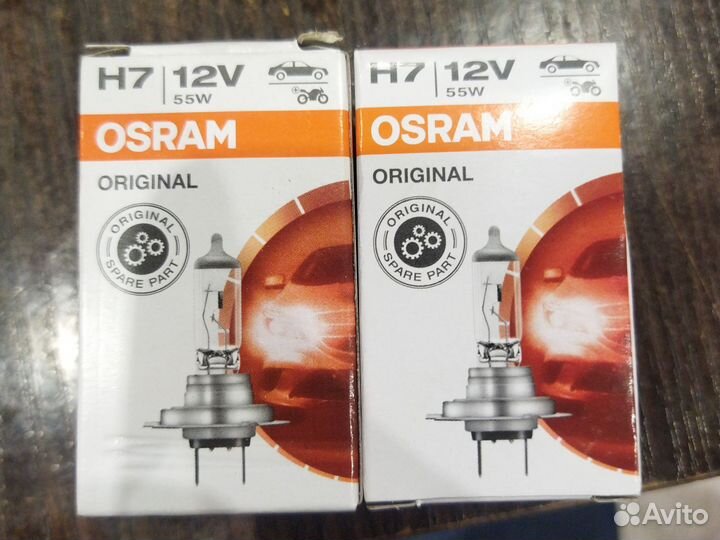 H7 | 12V
55W
OSRAM
ORIGINAL
ORIGINAL
SPARE PART
H7 | 12V
55W
OSRAM
ORIGINAL
ORIGINAL
SPARE PART
Avito